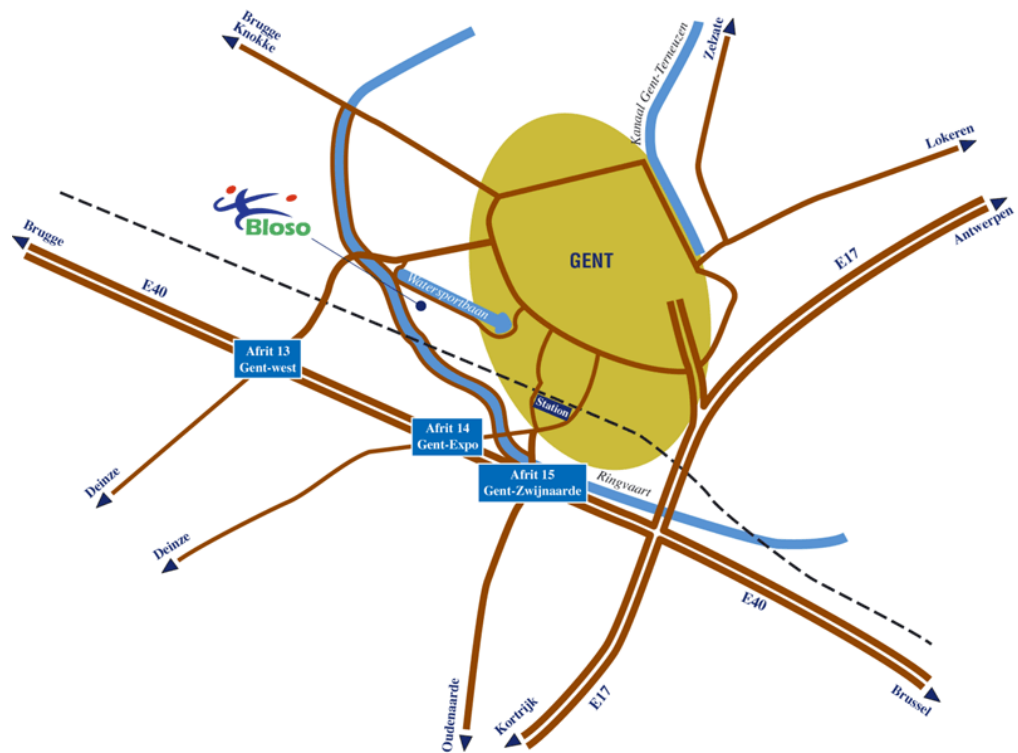 Brugge
Knokke
Kanaal Gent-Terneuzen
Zelzate
Lokeren
Antwerpen
E17
Bloso
Brugge
E40
Watersportbaan
GENT
Afrit 13
Gent-west
Station
Afrit 14
Gent-Expo
Afrit 15
Gent-Zwijnaarde
Ringvaart
Deinze
Deinze
E40
Brussel
E17
Kortrijk
Oudenaarde